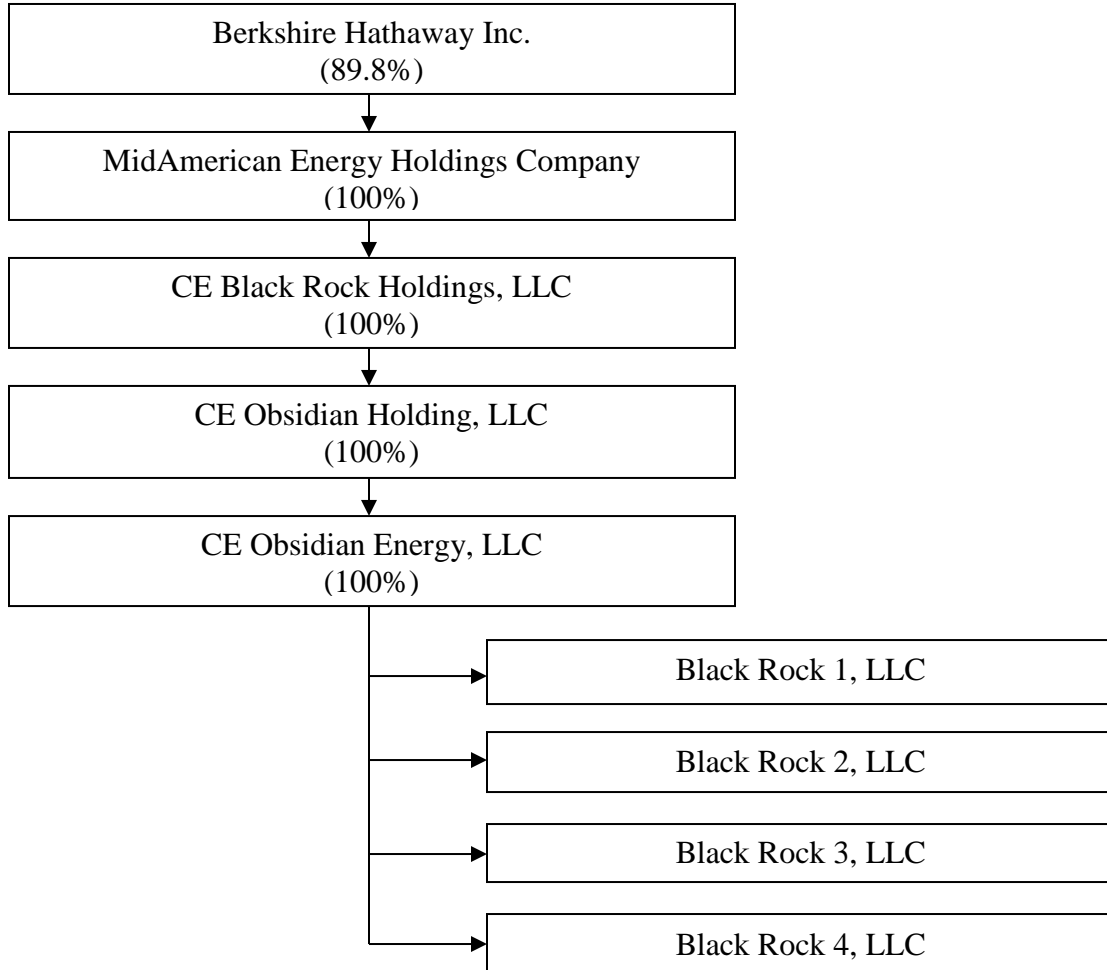 Berkshire Hathaway Inc.
(89.8%)
MidAmerican Energy Holdings Company
(100%)
CE Black Rock Holdings, LLC
(100%)
CE Obsidian Holding, LLC
(100%)
CE Obsidian Energy, LLC
(100%)
Black Rock 1, LLC
Black Rock 2, LLC
Black Rock 3, LLC
Black Rock 4, LLC